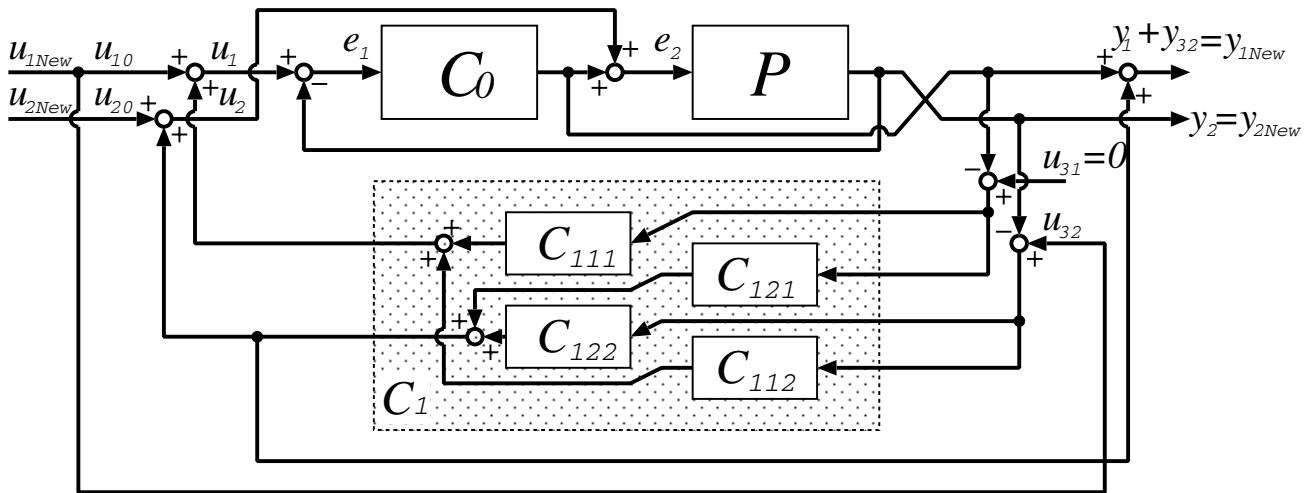 u₁New u₁₀ + u₁ + e₁ C₀ + e₂ P + y₁+y₃₂=y₁New
+ − + +
u₂New u₂₀ + u₂ y₂=y₂New
+
− u₃₁=0
+
− u₃₂
+
+ C₁₁₁
+
C₁₂₁
+ C₁₂₂
+
C₁₁₂
C₁